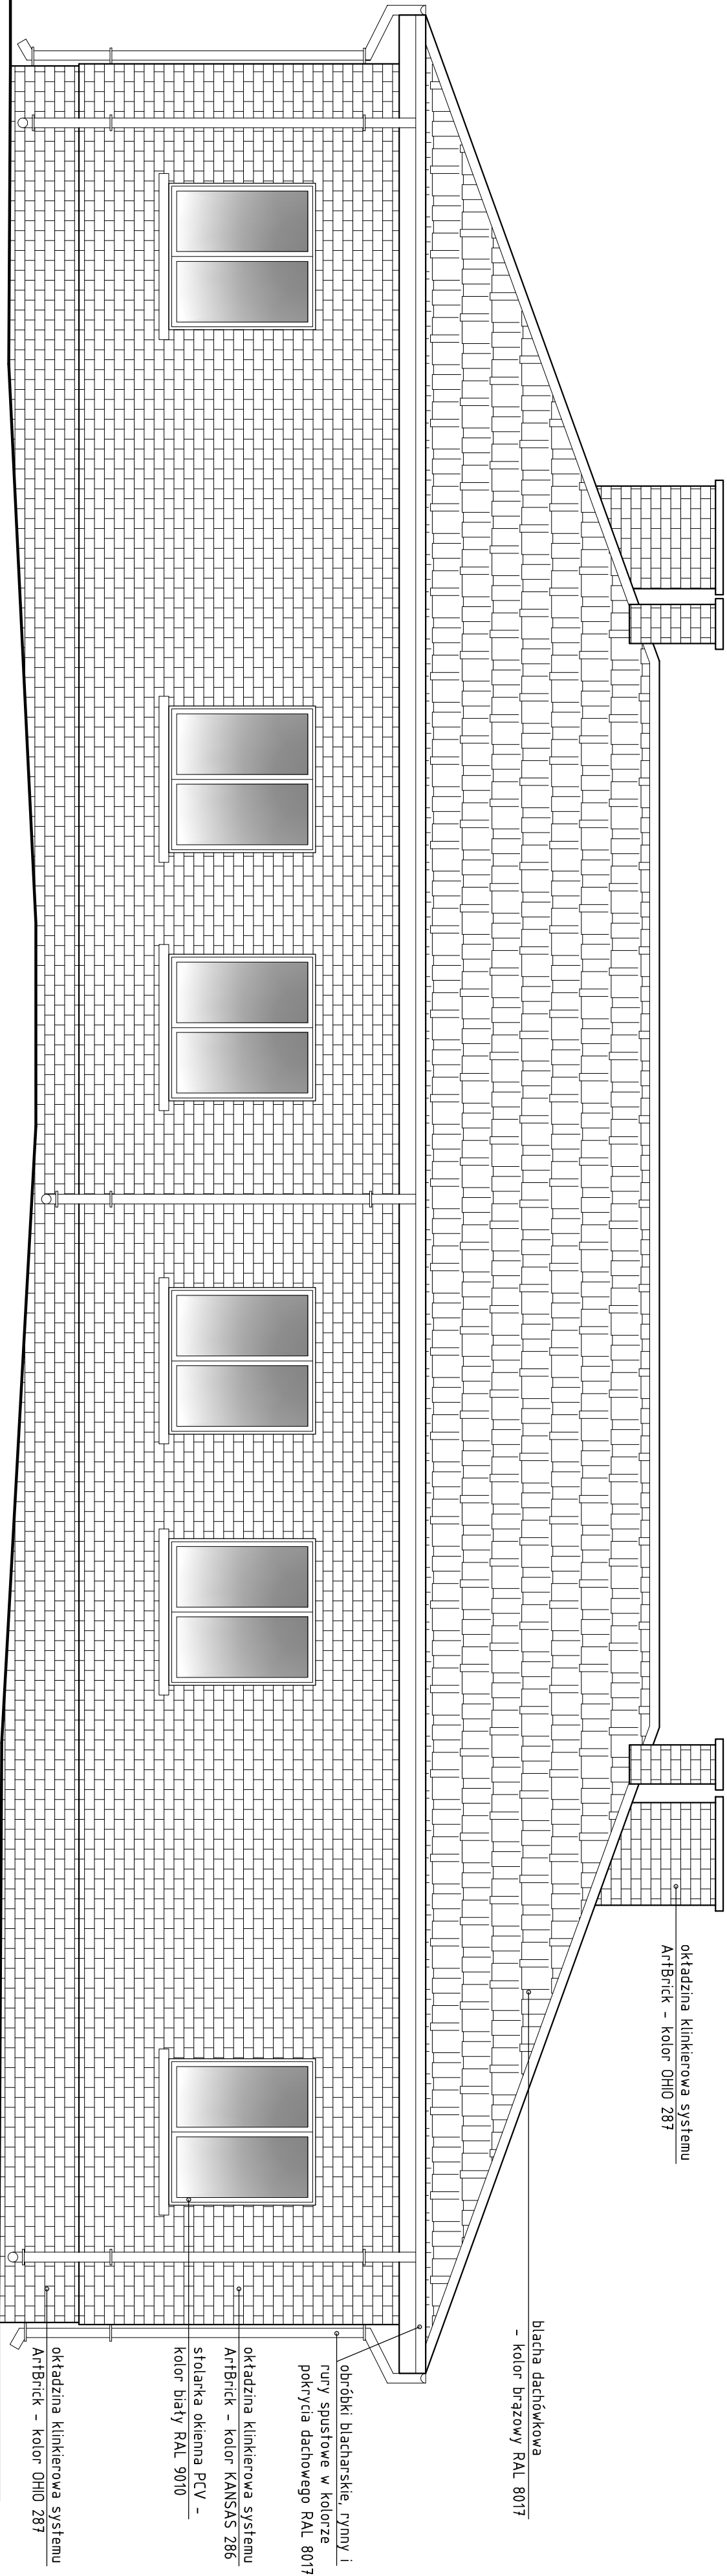 okładzina klinkierowa systemu
ArtBrick - kolor OHIO 287
blacha dachówkowa
- kolor brązowy RAL 8017
obróbki blacharskie, rynny i
rury spustowe w kolorze
pokrycia dachowego RAL 8017
okładzina klinkierowa systemu
ArtBrick - kolor KANSAS 286
stolarka okienna PCV -
kolor biały RAL 9010
okładzina klinkierowa systemu
ArtBrick - kolor OHIO 287